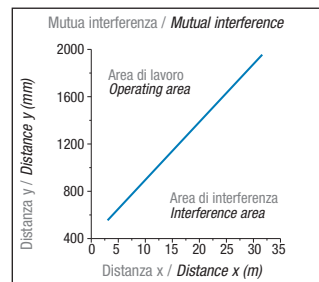 Mutua interferenza / Mutual interference
Distanza y / Distance y (mm)
2000
1600
1200
800
400
Area di lavoro
Operating area
Area di interferenza
Interference area
0 5 10 15 20 25 30 35
Distanza x / Distance x (m)